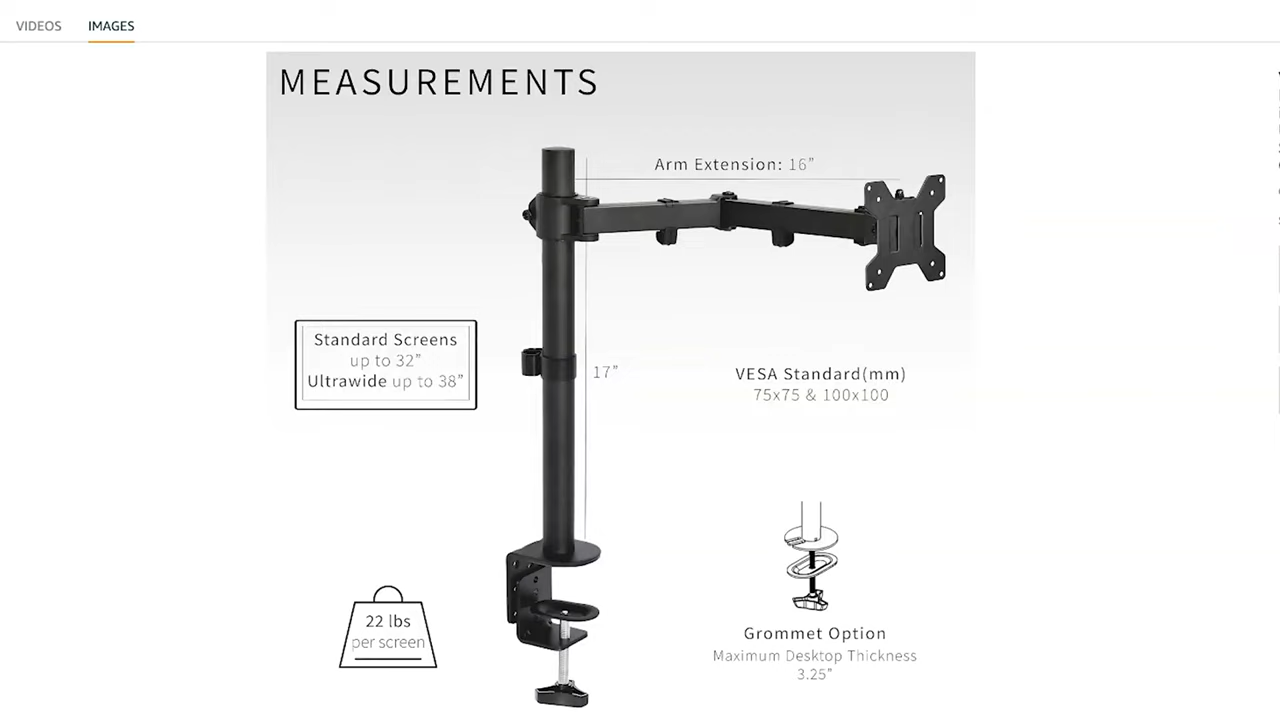 VIDEOS
IMAGES
MEASUREMENTS
Arm Extension: 16”
Standard Screens
up to 32”
Ultrawide up to 38”
17”
VESA Standard(mm)
75x75 & 100x100
22 lbs
per screen
Grommet Option
Maximum Desktop Thickness
3.25”